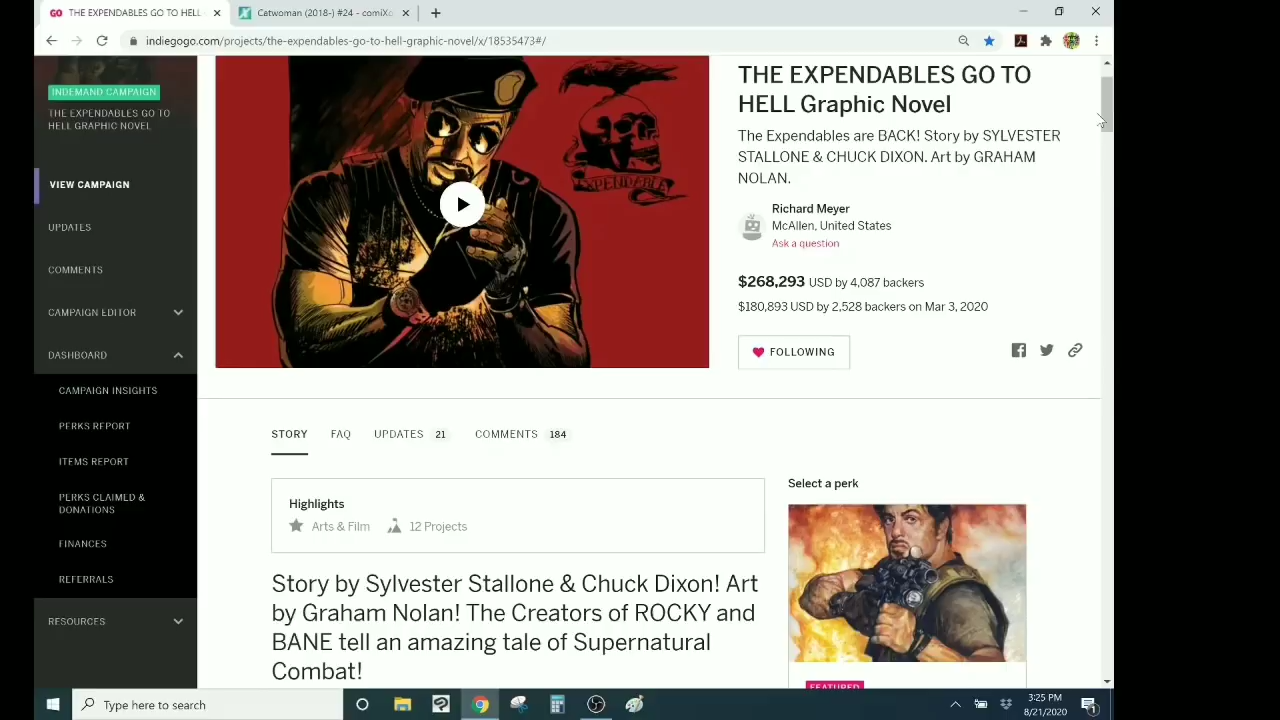 THE EXPENDABLES GO TO HELL -
Catwoman (2018-) #24 - comiXo
indiegogo.com/projects/the-expendables-go-to-hell-graphic-novel/x/18535473#/
INDEMAND CAMPAIGN
THE EXPENDABLES GO TO
HELL GRAPHIC NOVEL
VIEW CAMPAIGN
UPDATES
COMMENTS
CAMPAIGN EDITOR
DASHBOARD
CAMPAIGN INSIGHTS
PERKS REPORT
ITEMS REPORT
PERKS CLAIMED &
DONATIONS
FINANCES
REFERRALS
RESOURCES
EXPENDABLE
THE EXPENDABLES GO TO
HELL Graphic Novel
The Expendables are BACK! Story by SYLVESTER
STALLONE & CHUCK DIXON. Art by GRAHAM
NOLAN.
Richard Meyer
McAllen, United States
Ask a question
$268,293 USD by 4,087 backers
$180,893 USD by 2,528 backers on Mar 3, 2020
FOLLOWING
STORY FAQ UPDATES 21 COMMENTS 184
Highlights
Arts & Film 12 Projects
Story by Sylvester Stallone & Chuck Dixon! Art
by Graham Nolan! The Creators of ROCKY and
BANE tell an amazing tale of Supernatural
Combat!
Select a perk
FEATURED
Type here to search
3:25 PM
8/21/2020